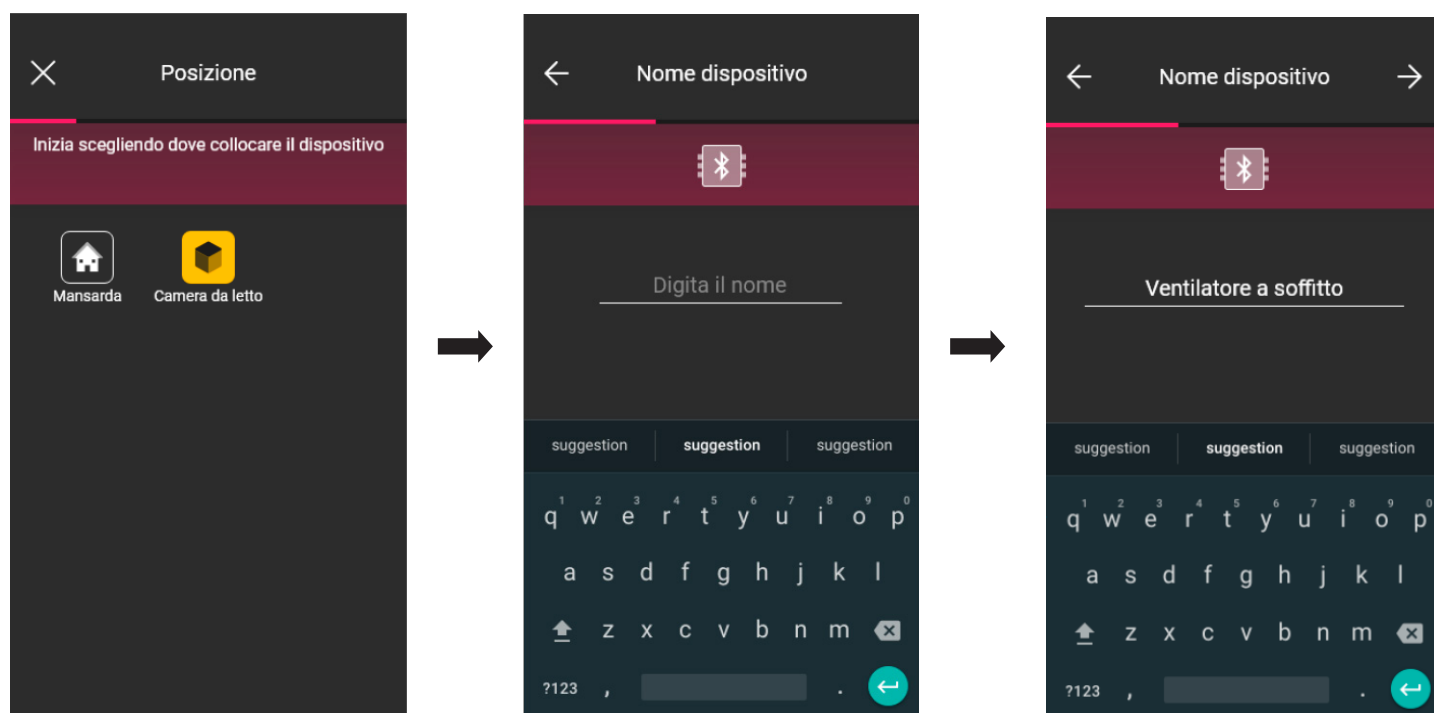 Posizione
Inizia scegliendo dove collocare il dispositivo
Mansarda Camera da letto
Nome dispositivo
Digita il nome
suggestion suggestion suggestion
1 2 3 4 5 6 7 8 9 0
q w e r t y u i o p
a s d f g h j k l
z x c v b n m
?123 , .
Nome dispositivo
Ventilatore a soffitto
suggestion suggestion suggestion
1 2 3 4 5 6 7 8 9 0
q w e r t y u i o p
a s d f g h j k l
z x c v b n m
?123 , .